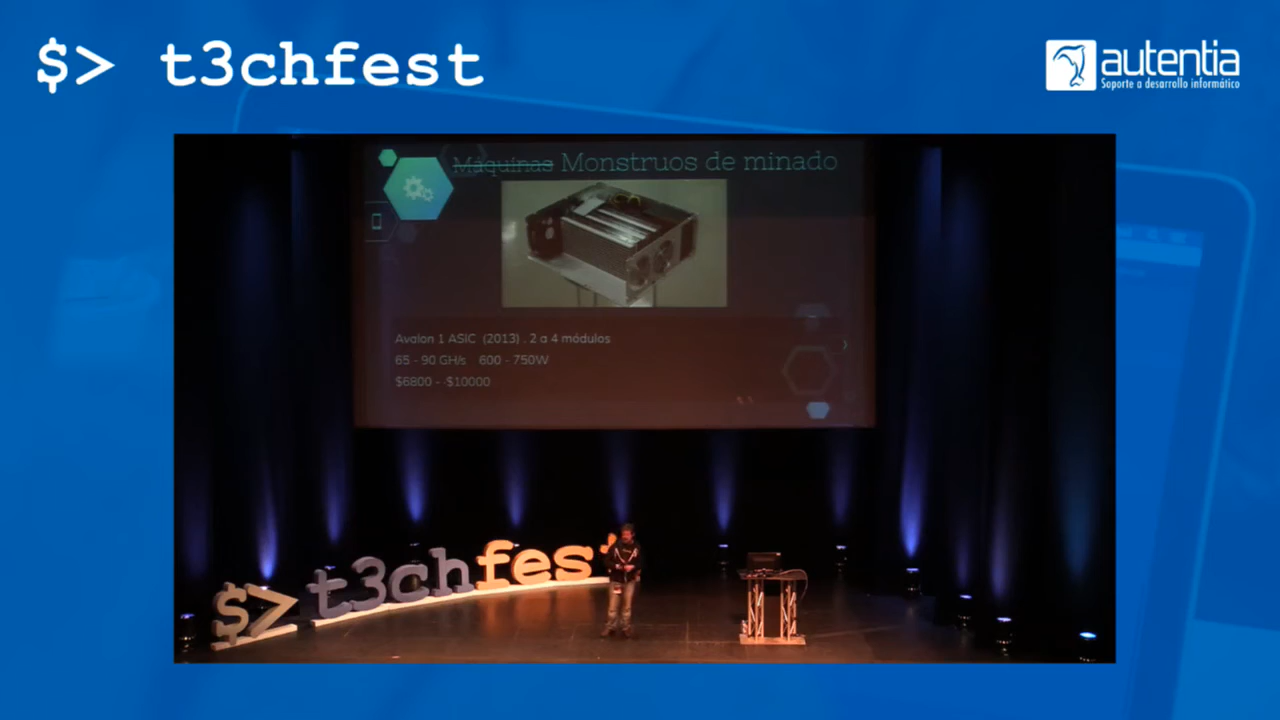 $> t3chfest
autentia
Soporte a desarrollo informático
Máquinas Monstruos de minado
Avalon 1 ASIC (2013) . 2 a 4 módulos
65 - 90 GH/s 600 - 750W
$6800 - $10000
$> t3chfest